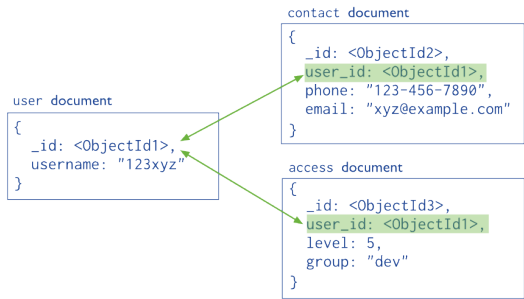 contact document
{
_id: <ObjectId2>,
user_id: <ObjectId1>,
phone: "123-456-7890",
email: "xyz@example.com"
}
user document
{
_id: <ObjectId1>,
username: "123xyz"
}
access document
{
_id: <ObjectId3>,
user_id: <ObjectId1>,
level: 5,
group: "dev"
}